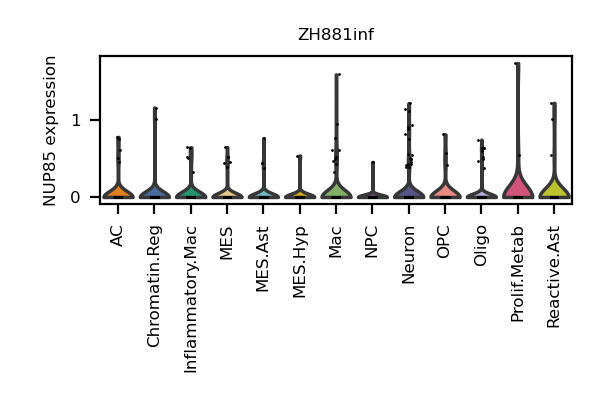 ZH881inf
NUP85 expression
1
0
AC
Chromatin.Reg
Inflammatory.Mac
MES
MES.Ast
MES.Hyp
Mac
NPC
Neuron
OPC
Oligo
Prolif.Metab
Reactive.Ast